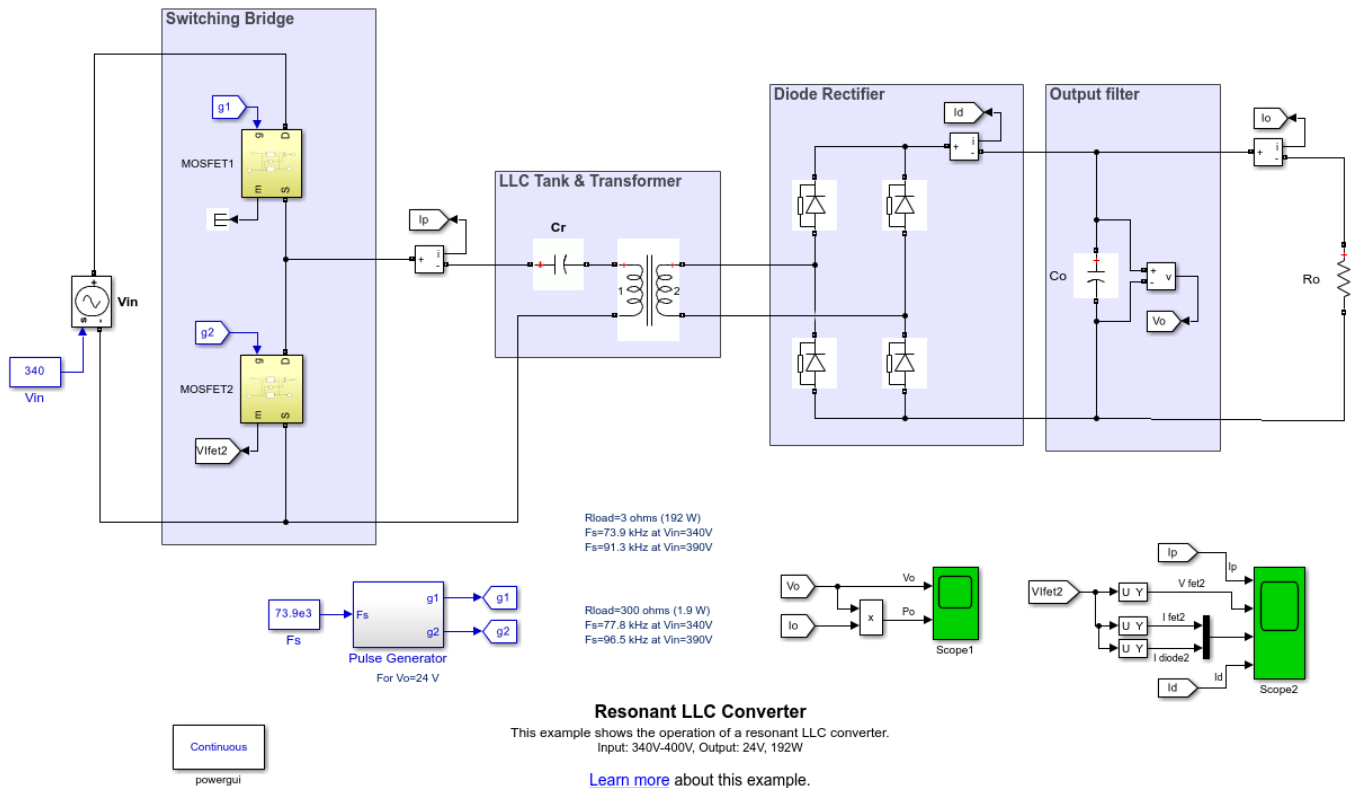 Switching Bridge
g1
g
D
MOSFET1
m
S
Ip
i
+
-
LLC Tank & Transformer
Cr
+
+
+
1
2
Diode Rectifier
Id
i
+
-
Output filter
Io
i
+
-
Co
+
+
-
v
Vo
Ro
+
+
s
-
Vin
340
Vin
g2
g
D
MOSFET2
m
S
VIfet2
Rload=3 ohms (192 W)
Fs=73.9 kHz at Vin=340V
Fs=91.3 kHz at Vin=390V
Rload=300 ohms (1.9 W)
Fs=77.8 kHz at Vin=340V
Fs=96.5 kHz at Vin=390V
73.9e3
Fs
Fs
g1
g2
g1
g2
Pulse Generator
For Vo=24 V
Vo
Vo
Io
x
Po
Scope1
Ip
Ip
VIfet2
U Y
V fet2
U Y
I fet2
U Y
I diode2
Id
Id
Scope2
Resonant LLC Converter
This example shows the operation of a resonant LLC converter.
Input: 340V-400V, Output: 24V, 192W
Learn more about this example.
Continuous
powergui